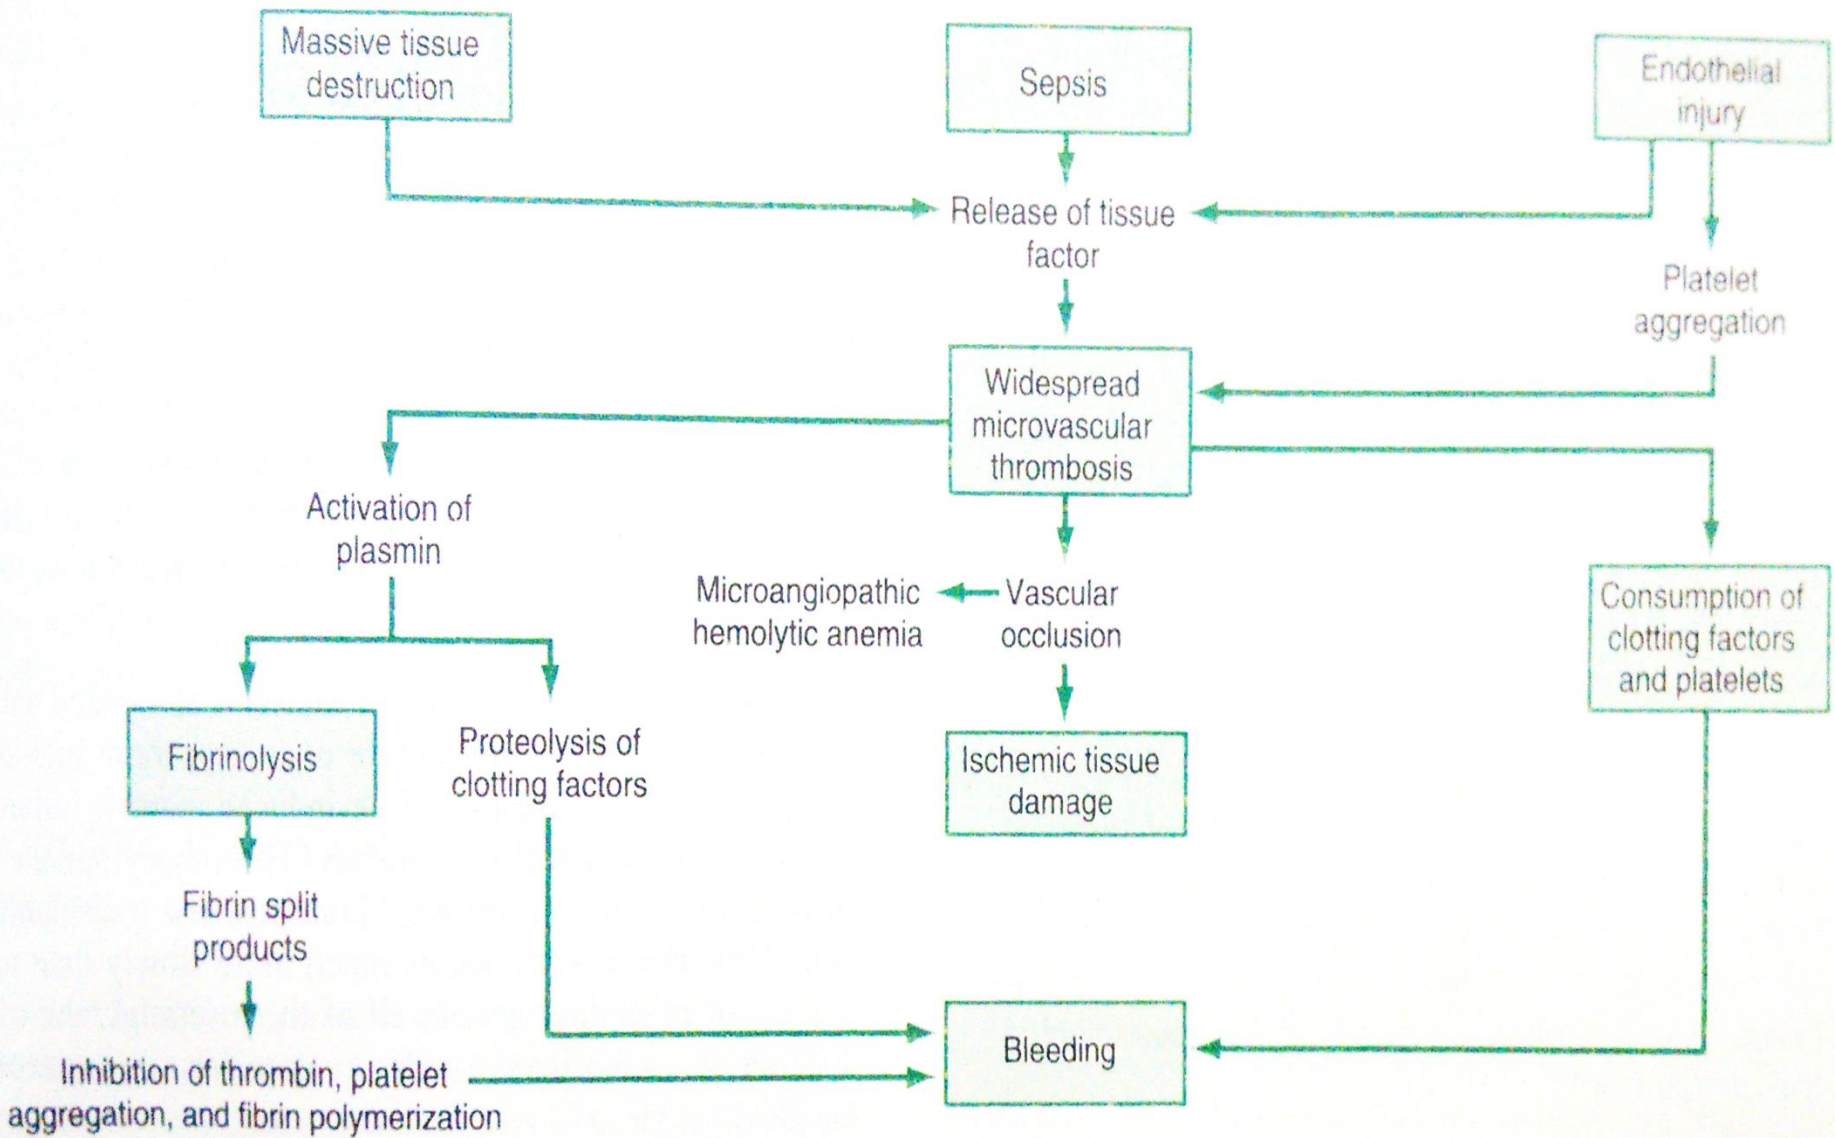 Massive tissue
destruction
Sepsis
Endothelial
injury
Release of tissue
factor
Platelet
aggregation
Widespread
microvascular
thrombosis
Activation of
plasmin
Microangiopathic
hemolytic anemia
Vascular
occlusion
Consumption of
clotting factors
and platelets
Fibrinolysis
Proteolysis of
clotting factors
Ischemic tissue
damage
Fibrin split
products
Bleeding
Inhibition of thrombin, platelet
aggregation, and fibrin polymerization